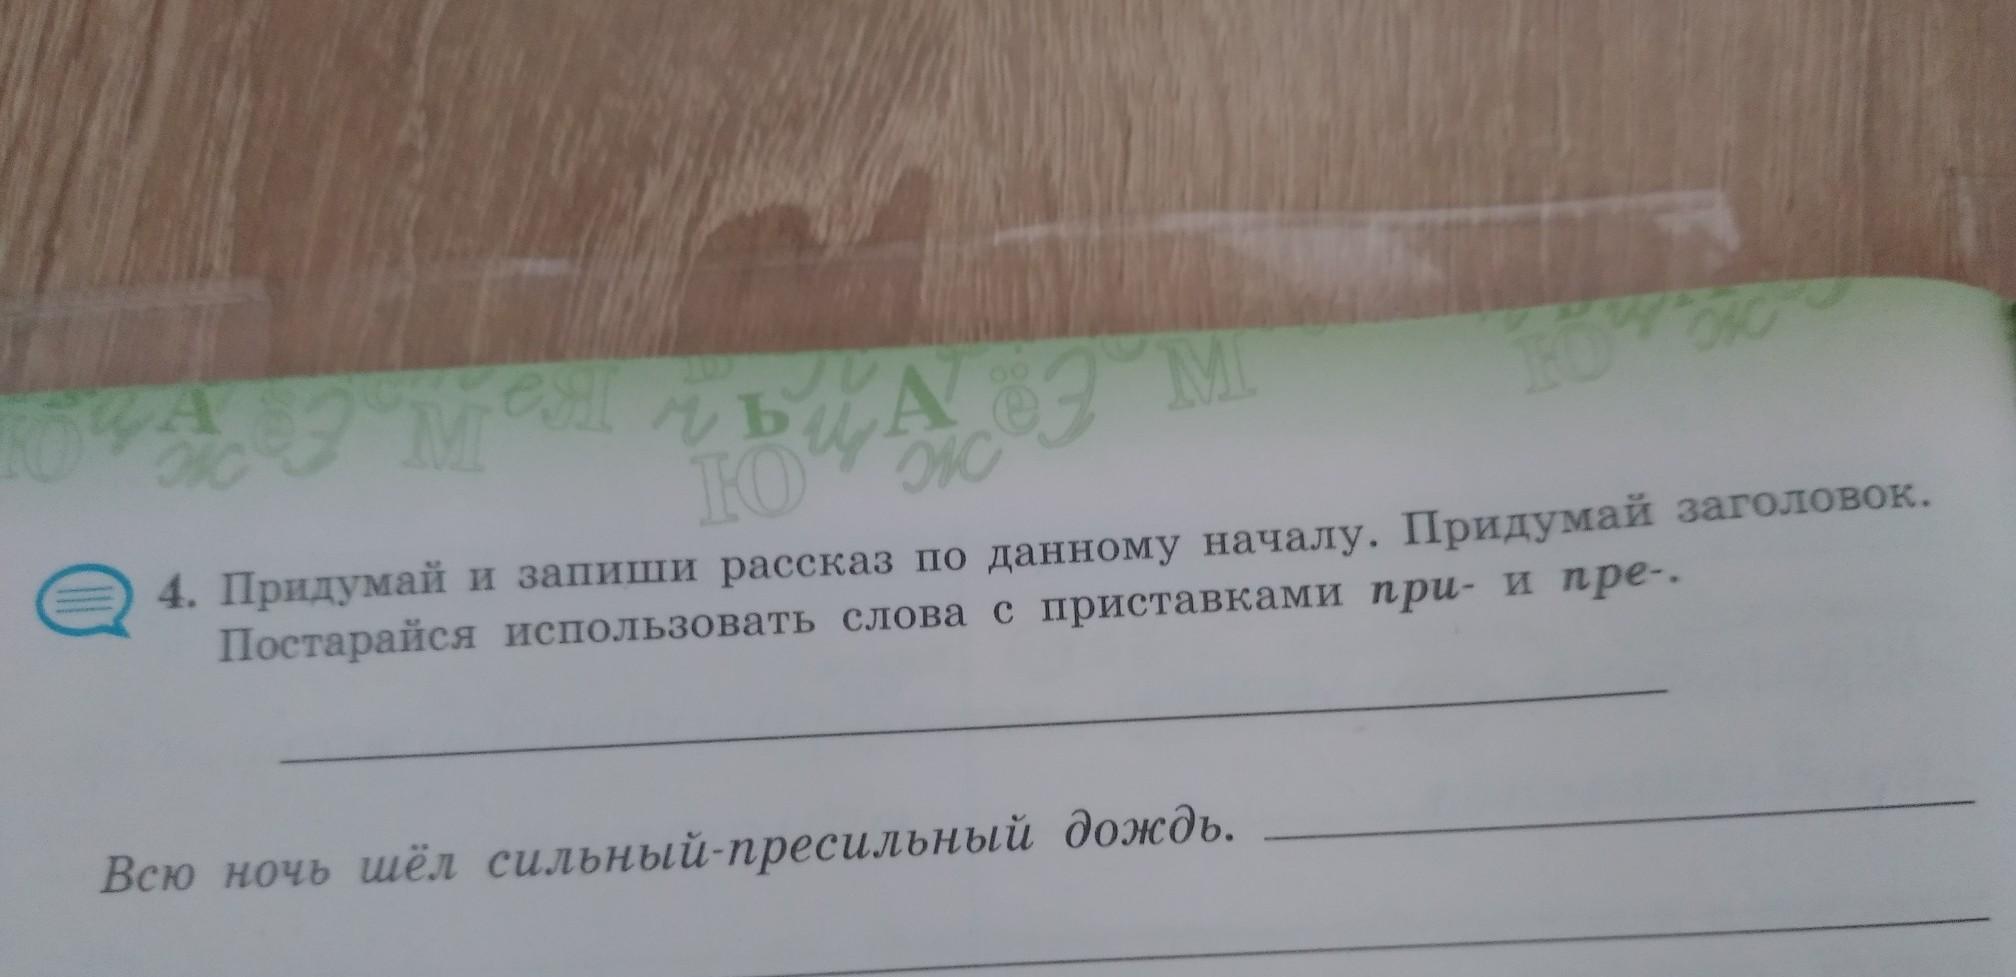 4. Придумай и запиши рассказ по данному началу. Придумай заголовок.
Постарайся использовать слова с приставками при- и пре-.
Всю ночь шёл сильный-пресильный дождь.